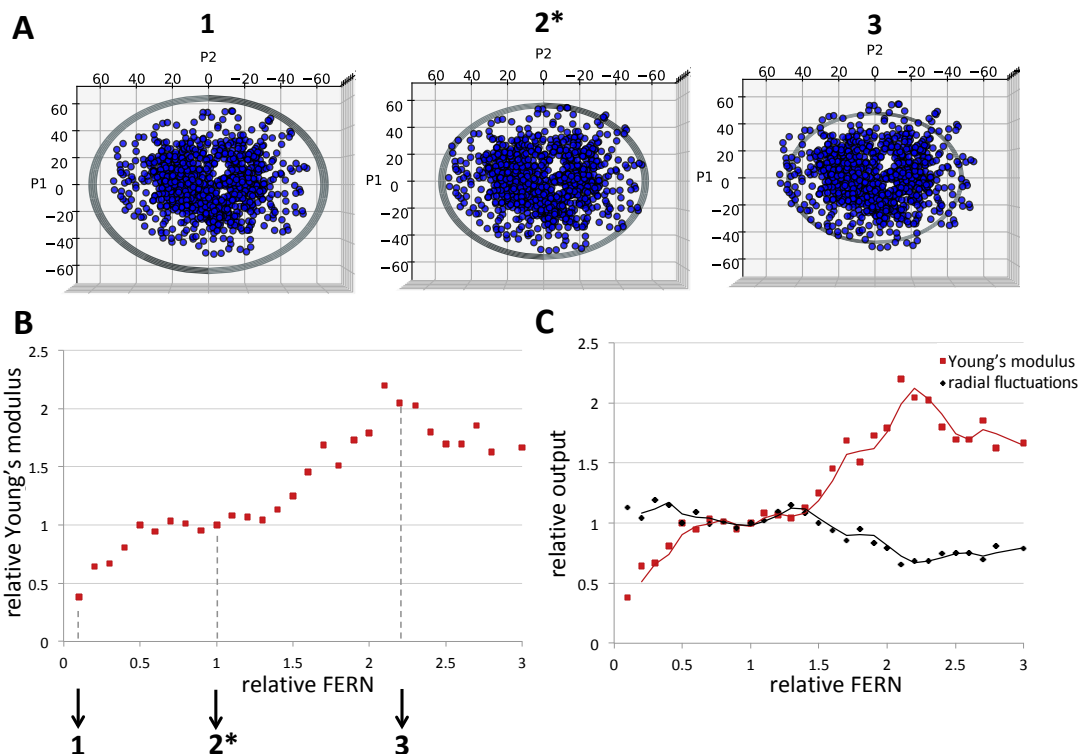 A
1
2*
3
P2
60 40 20 0 −20 −40 −60
60
40
20
P1 0
−20
−40
−60
P2
60 40 20 0 −20 −40 −60
60
40
20
P1 0
−20
−40
−60
P2
60 40 20 0 −20 −40 −60
60
40
20
P1 0
−20
−40
−60
B
relative Young's modulus
2.5
2
1.5
1
0.5
0
0 0.5 1 1.5 2 2.5 3
relative FERN
1
2*
3
C
relative output
2.5
2
1.5
1
0.5
0
Young's modulus
radial fluctuations
0 0.5 1 1.5 2 2.5 3
relative FERN